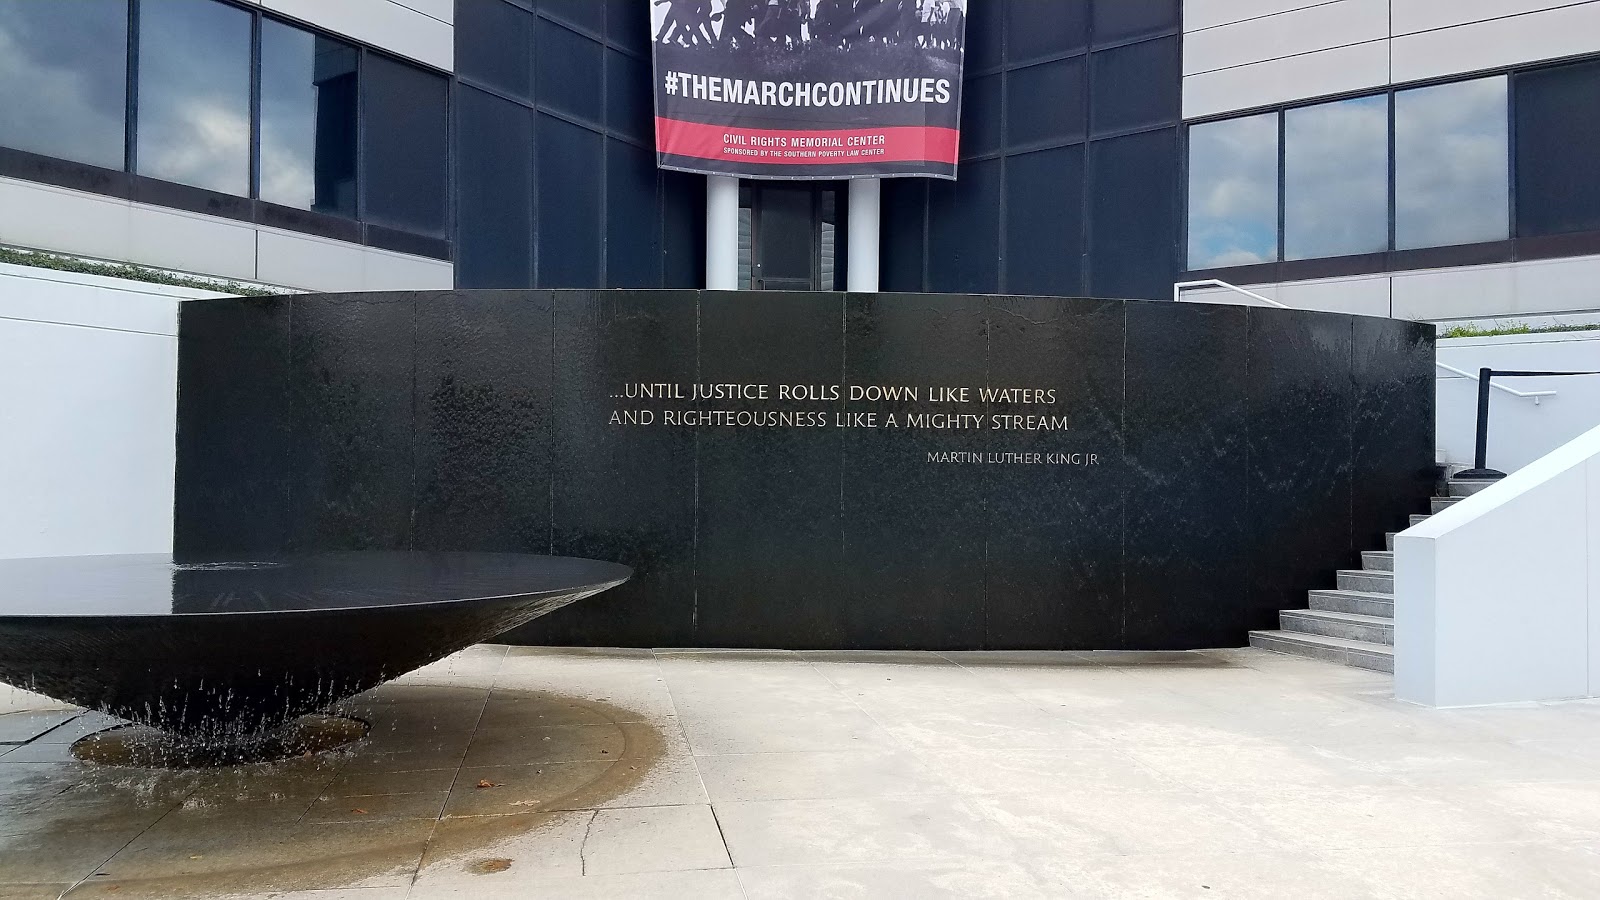 #THEMARCHCONTINUES
CIVIL RIGHTS MEMORIAL CENTER
SPONSORED BY THE SOUTHERN POVERTY LAW CENTER
...UNTIL JUSTICE ROLLS DOWN LIKE WATERS
AND RIGHTEOUSNESS LIKE A MIGHTY STREAM
MARTIN LUTHER KING JR